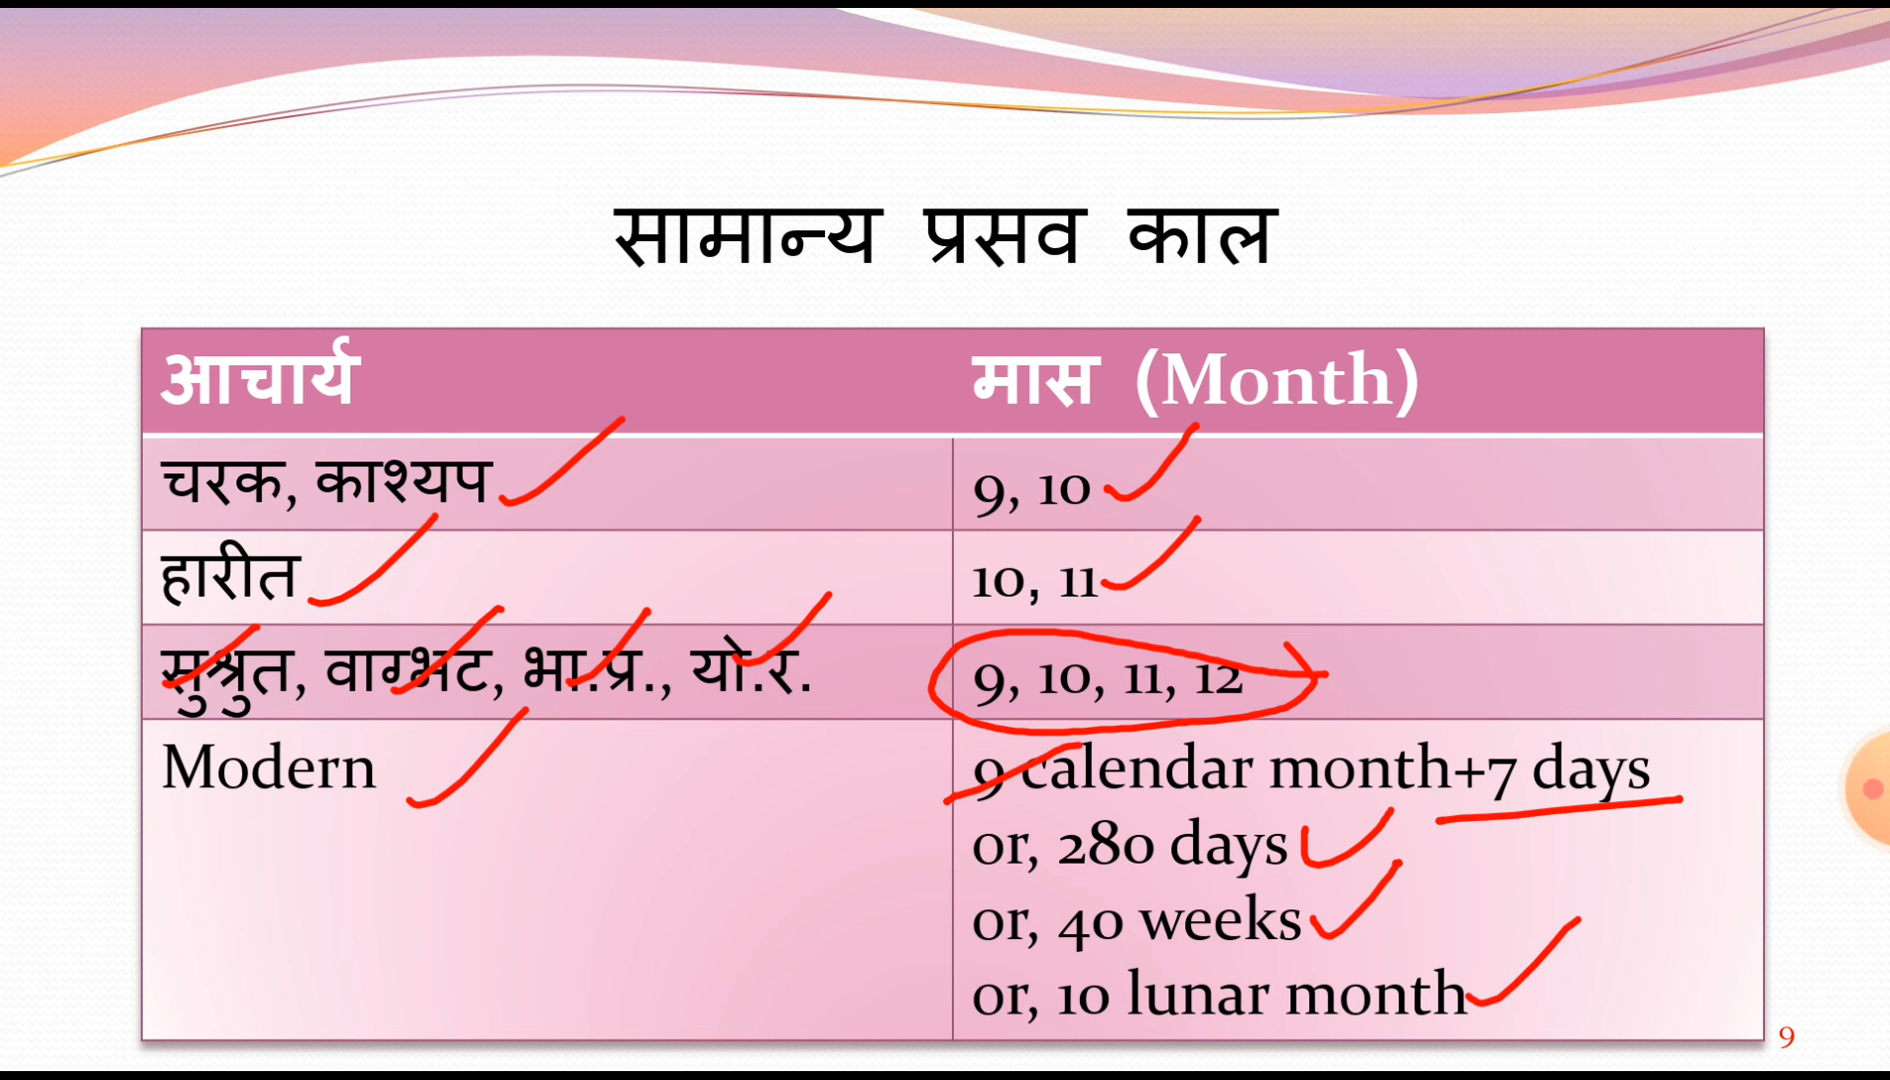 सामान्य प्रसव काल
आचार्य मास (Month)
चरक, काश्यप 9, 10
हारीत 10, 11
सुश्रुत, वाग्भट, भा.प्र., यो.र. 9, 10, 11, 12
Modern 9 calendar month+7 days
or, 280 days
or, 40 weeks
or, 10 lunar month
9